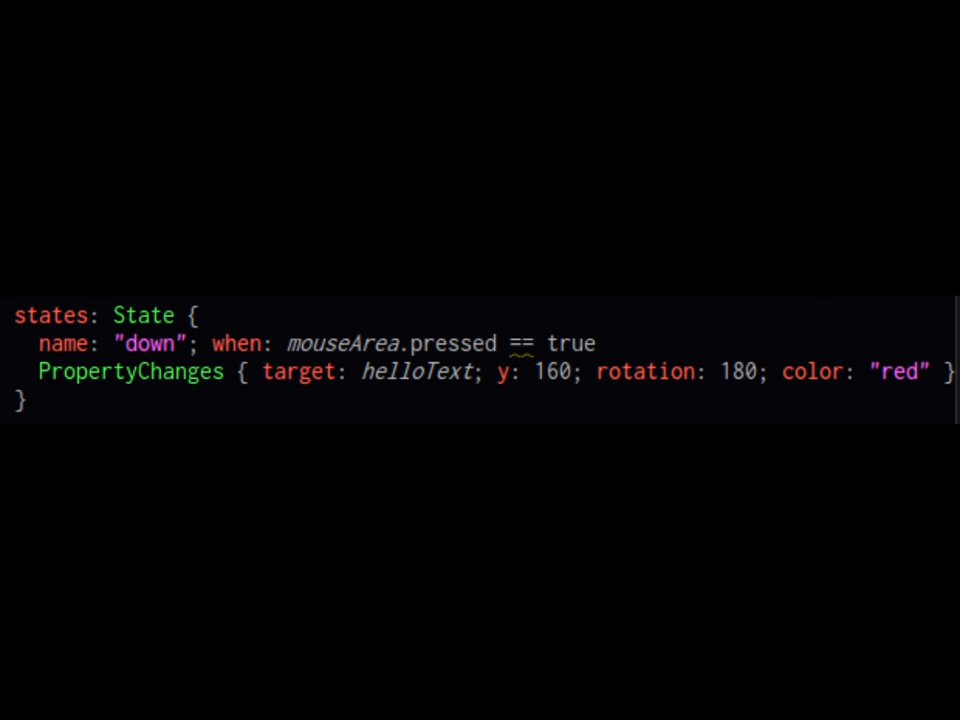 states: State {
name: "down"; when: mouseArea.pressed == true
PropertyChanges { target: helloText; y: 160; rotation: 180; color: "red" }
}